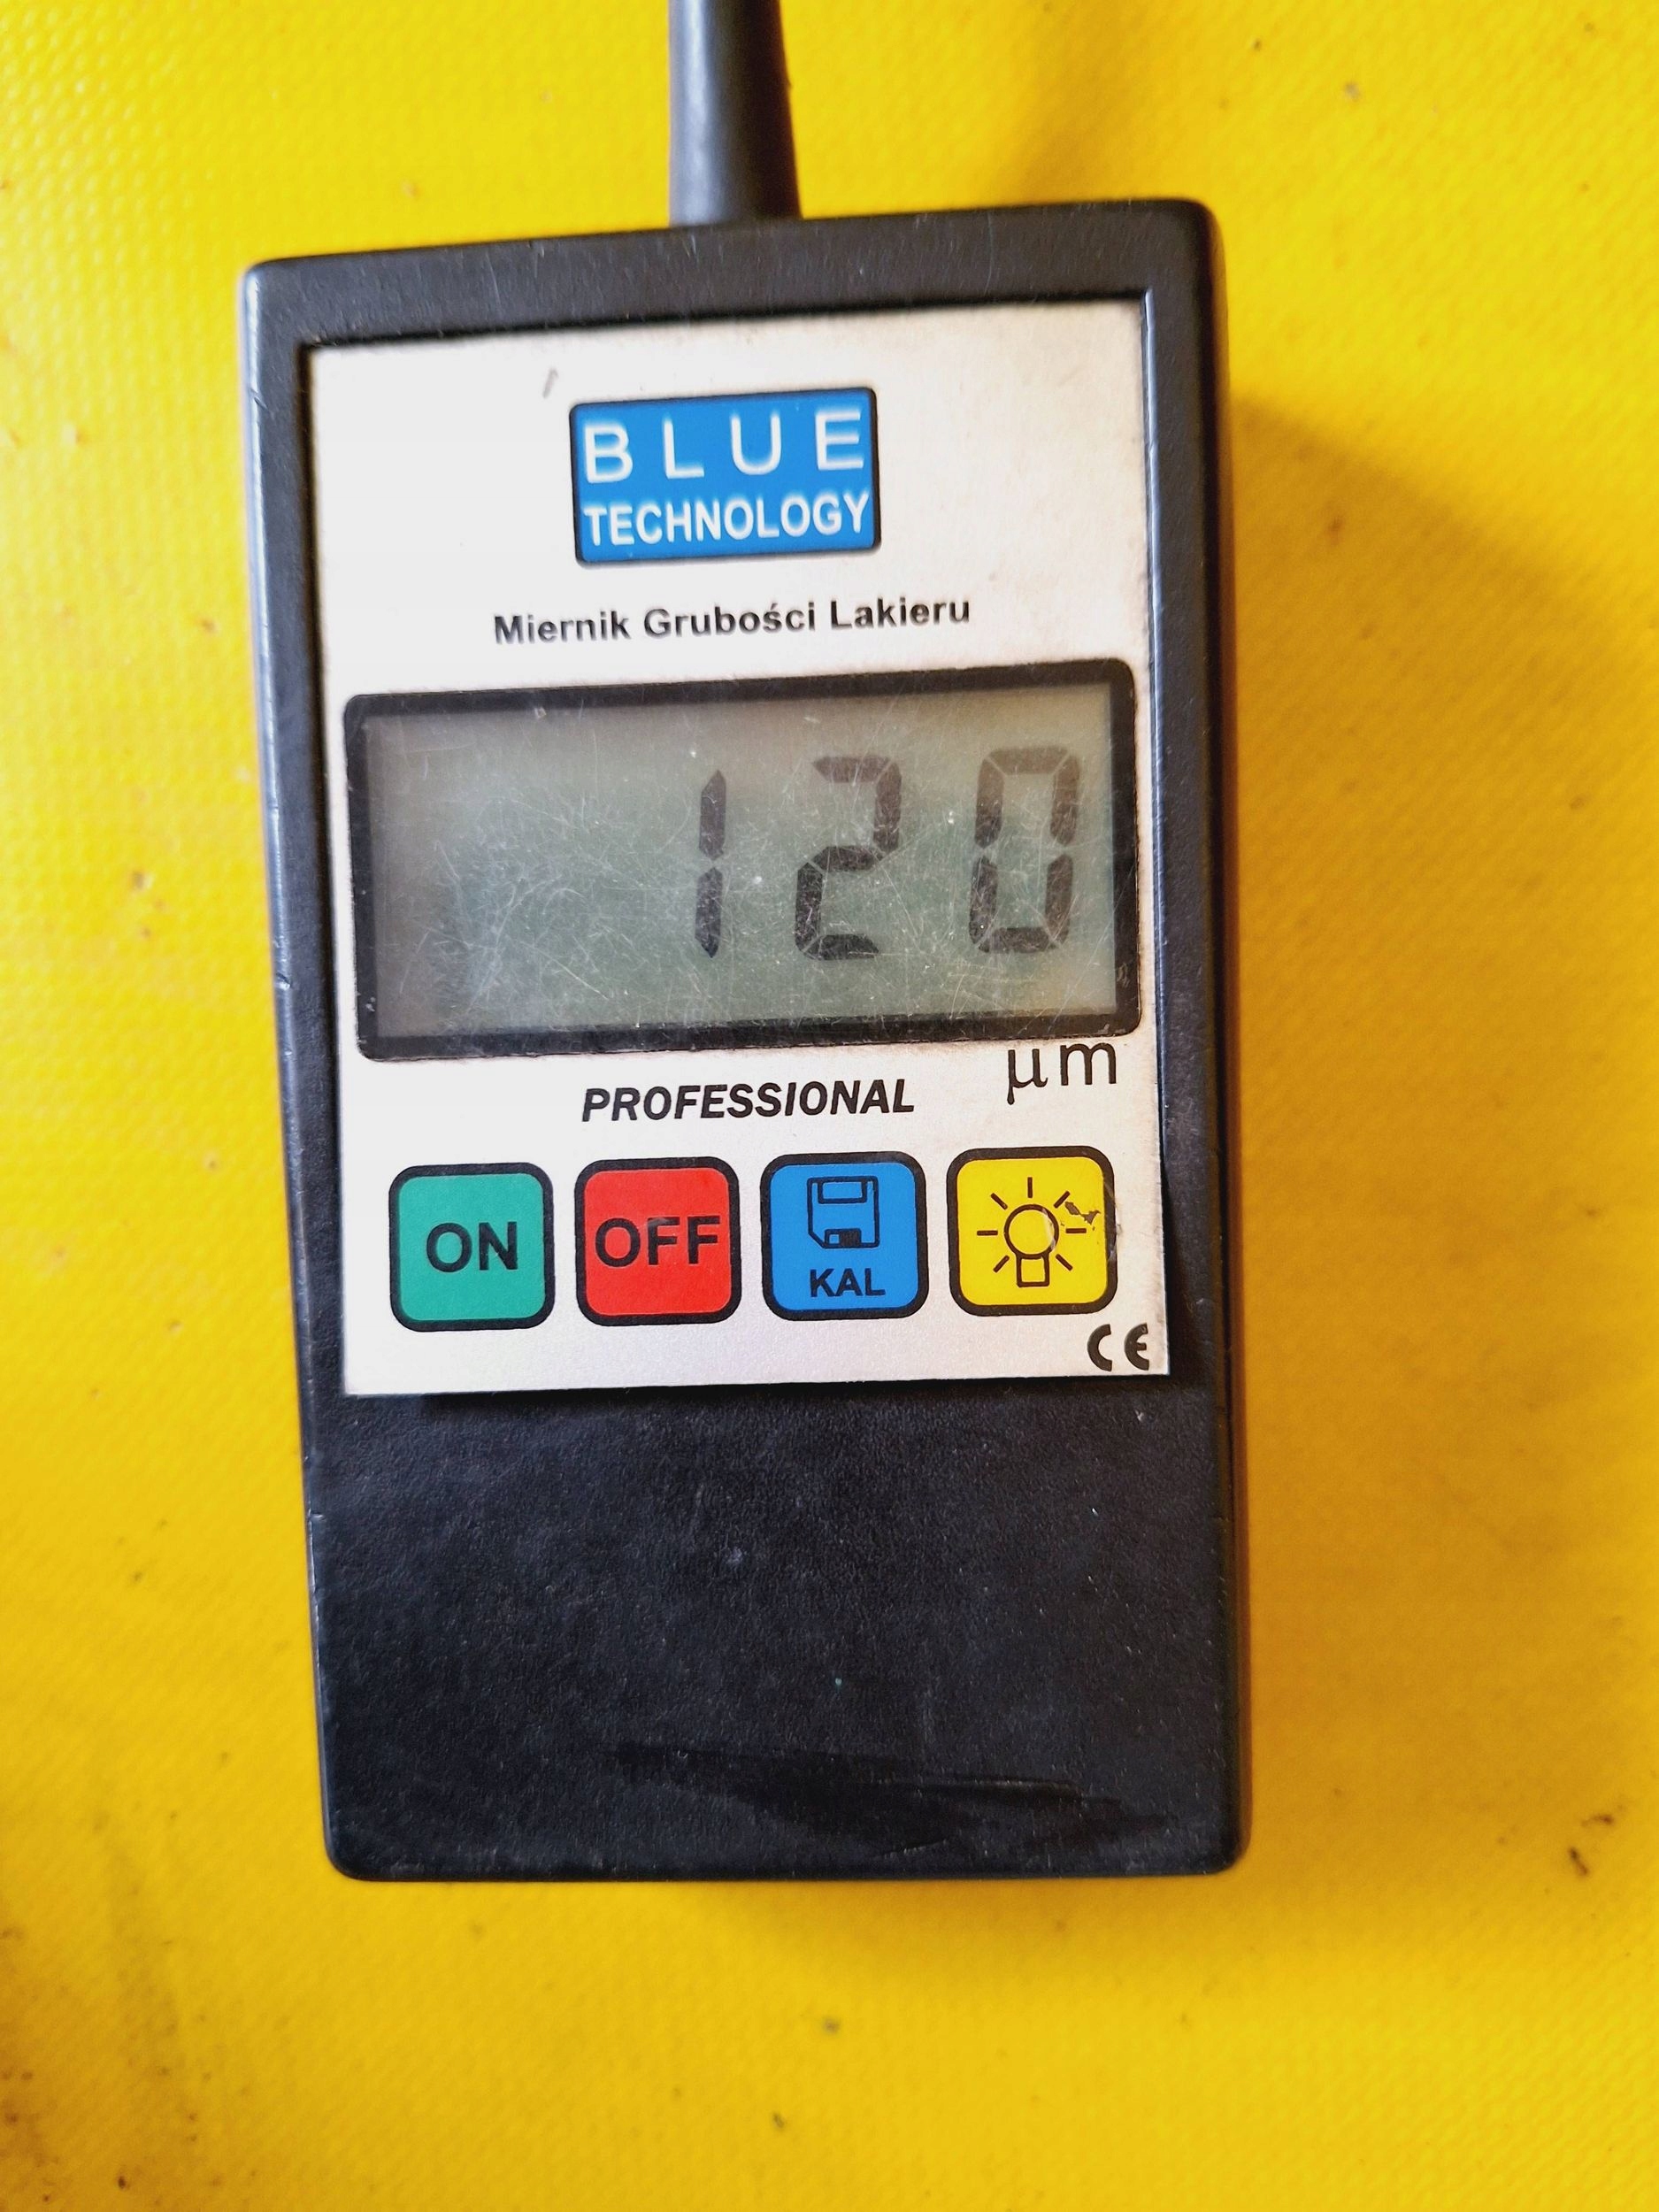 BLUE
TECHNOLOGY
Miernik Grubości Lakieru
120
µm
PROFESSIONAL
ON OFF KAL
CE